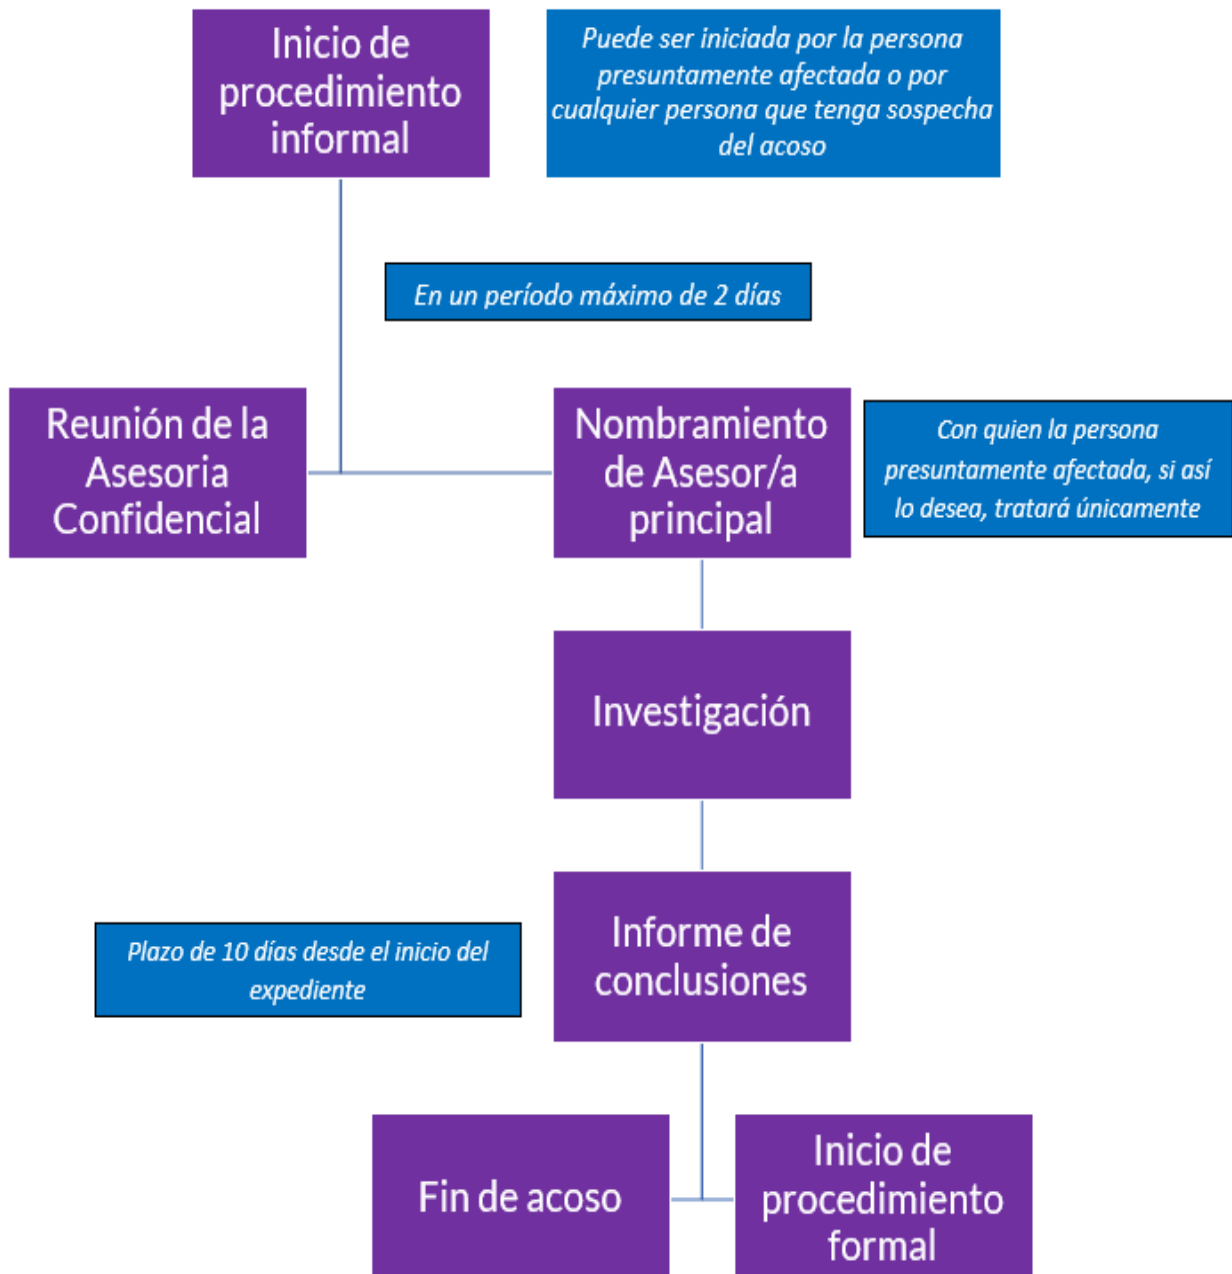 Inicio de
procedimiento
informal
Puede ser iniciada por la persona
presuntamente afectada o por
cualquier persona que tenga sospecha
del acoso
En un período máximo de 2 días
Reunión de la
Asesoria
Confidencial
Nombramiento
de Asesor/a
principal
Con quien la persona
presuntamente afectada, si así
lo desea, tratará únicamente
Investigación
Informe de
conclusiones
Plazo de 10 días desde el inicio del
expediente
Fin de acoso
Inicio de
procedimiento
formal